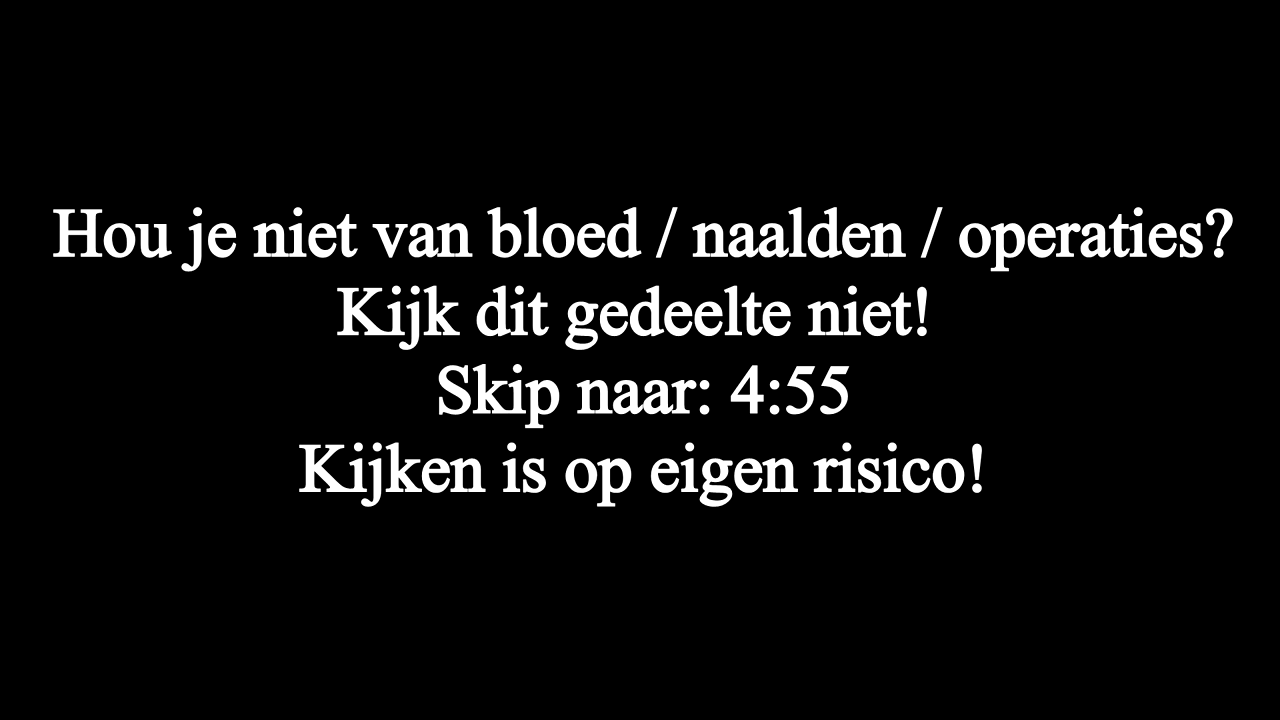 Hou je niet van bloed / naalden / operaties?
Kijk dit gedeelte niet!
Skip naar: 4:55
Kijken is op eigen risico!